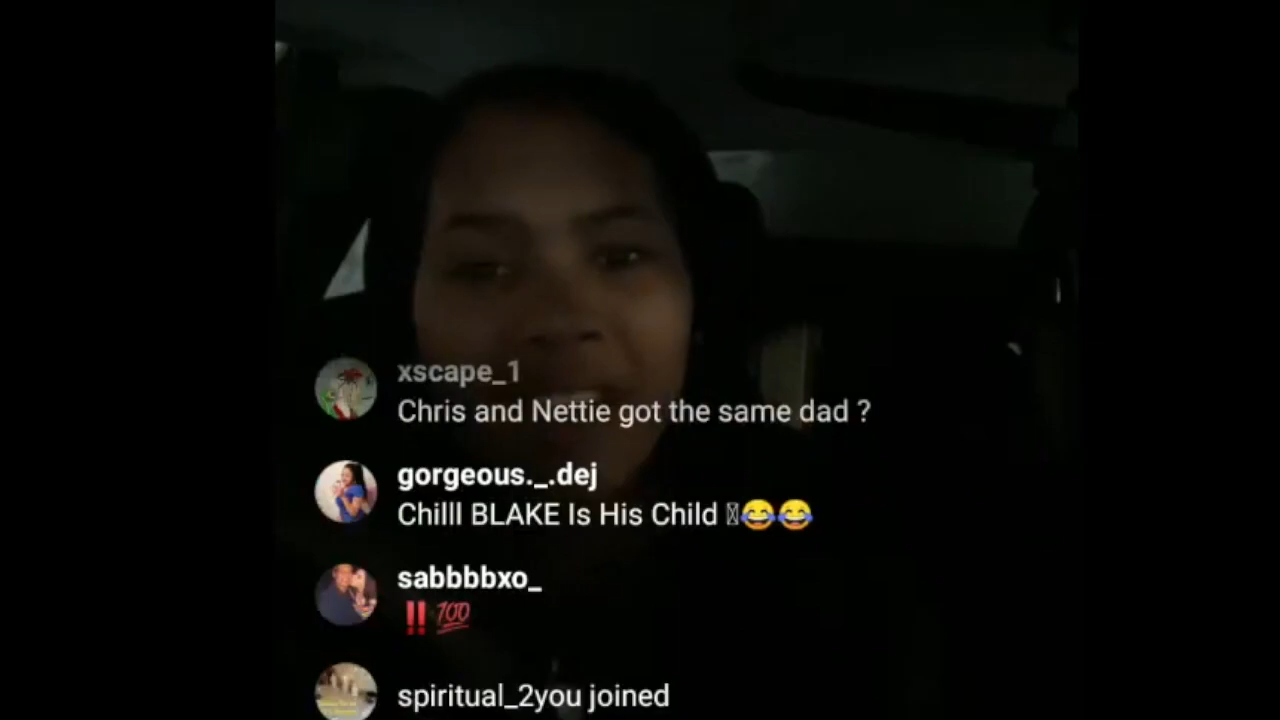 xscape_1
Chris and Nettie got the same dad ?
gorgeous._.dej
Chilll BLAKE Is His Child 😂😂
sabbbbxo_
‼️💯
spiritual_2you joined